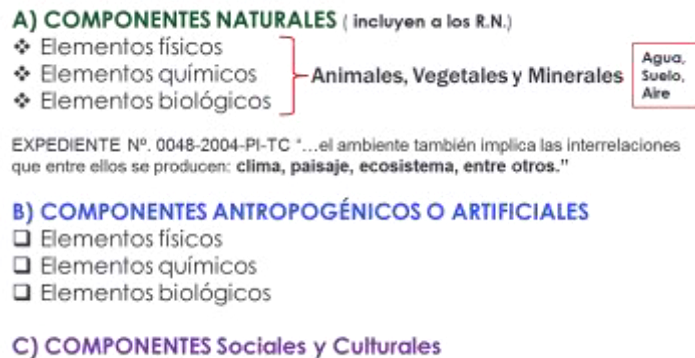 A) COMPONENTES NATURALES ( incluyen a los R.N.)
❖ Elementos físicos
❖ Elementos químicos
❖ Elementos biológicos
Animales, Vegetales y Minerales
Agua,
Suelo,
Aire
EXPEDIENTE Nº. 0048-2004-PI-TC "…el ambiente también implica las interrelaciones
que entre ellos se producen: clima, paisaje, ecosistema, entre otros."
B) COMPONENTES ANTROPOGÉNICOS O ARTIFICIALES
❑ Elementos físicos
❑ Elementos químicos
❑ Elementos biológicos
C) COMPONENTES Sociales y Culturales